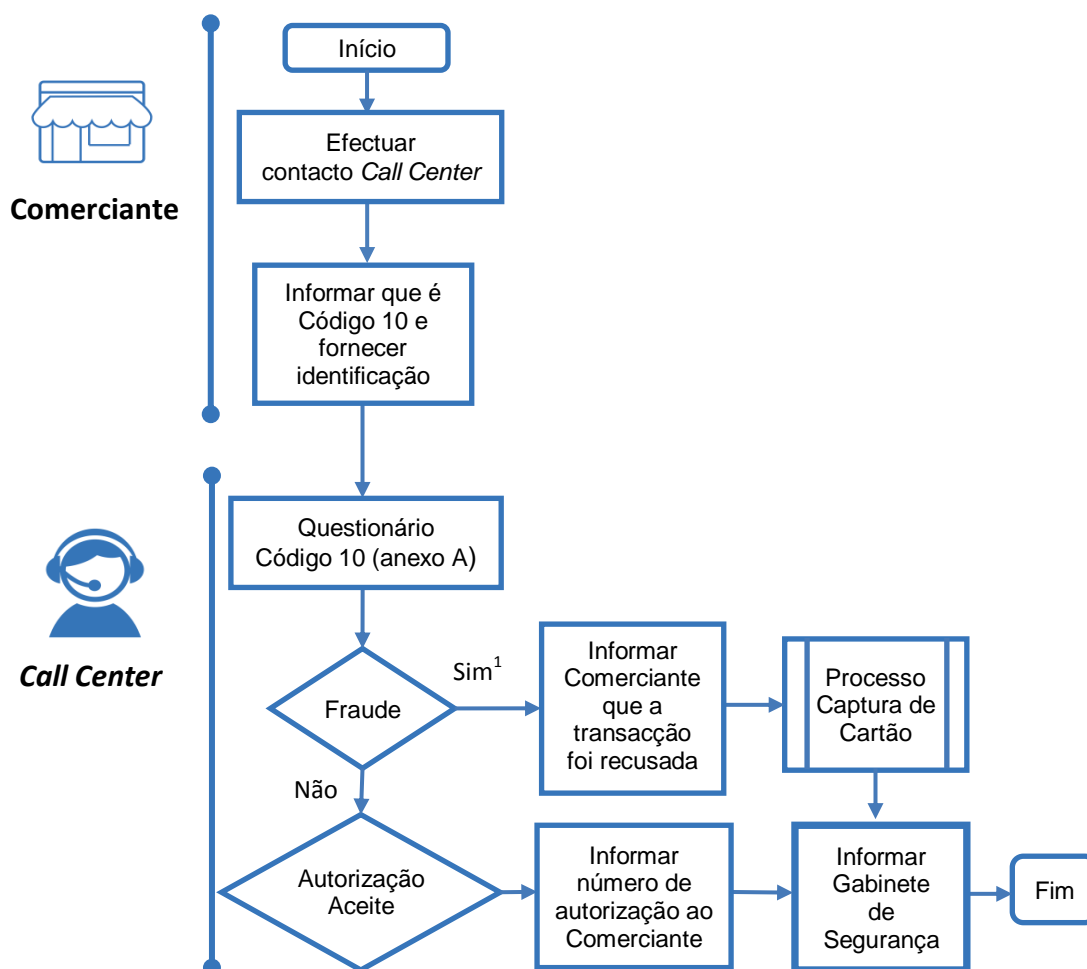 Início
Efectuar
contacto Call Center
Comerciante
Informar que é
Código 10 e
fornecer
identificação
Questionário
Código 10 (anexo A)
Call Center
Fraude
Sim¹
Informar
Comerciante
que a
transacção
foi recusada
Processo
Captura de
Cartão
Não
Autorização
Aceite
Informar
número de
autorização ao
Comerciante
Informar
Gabinete
de
Segurança
Fim